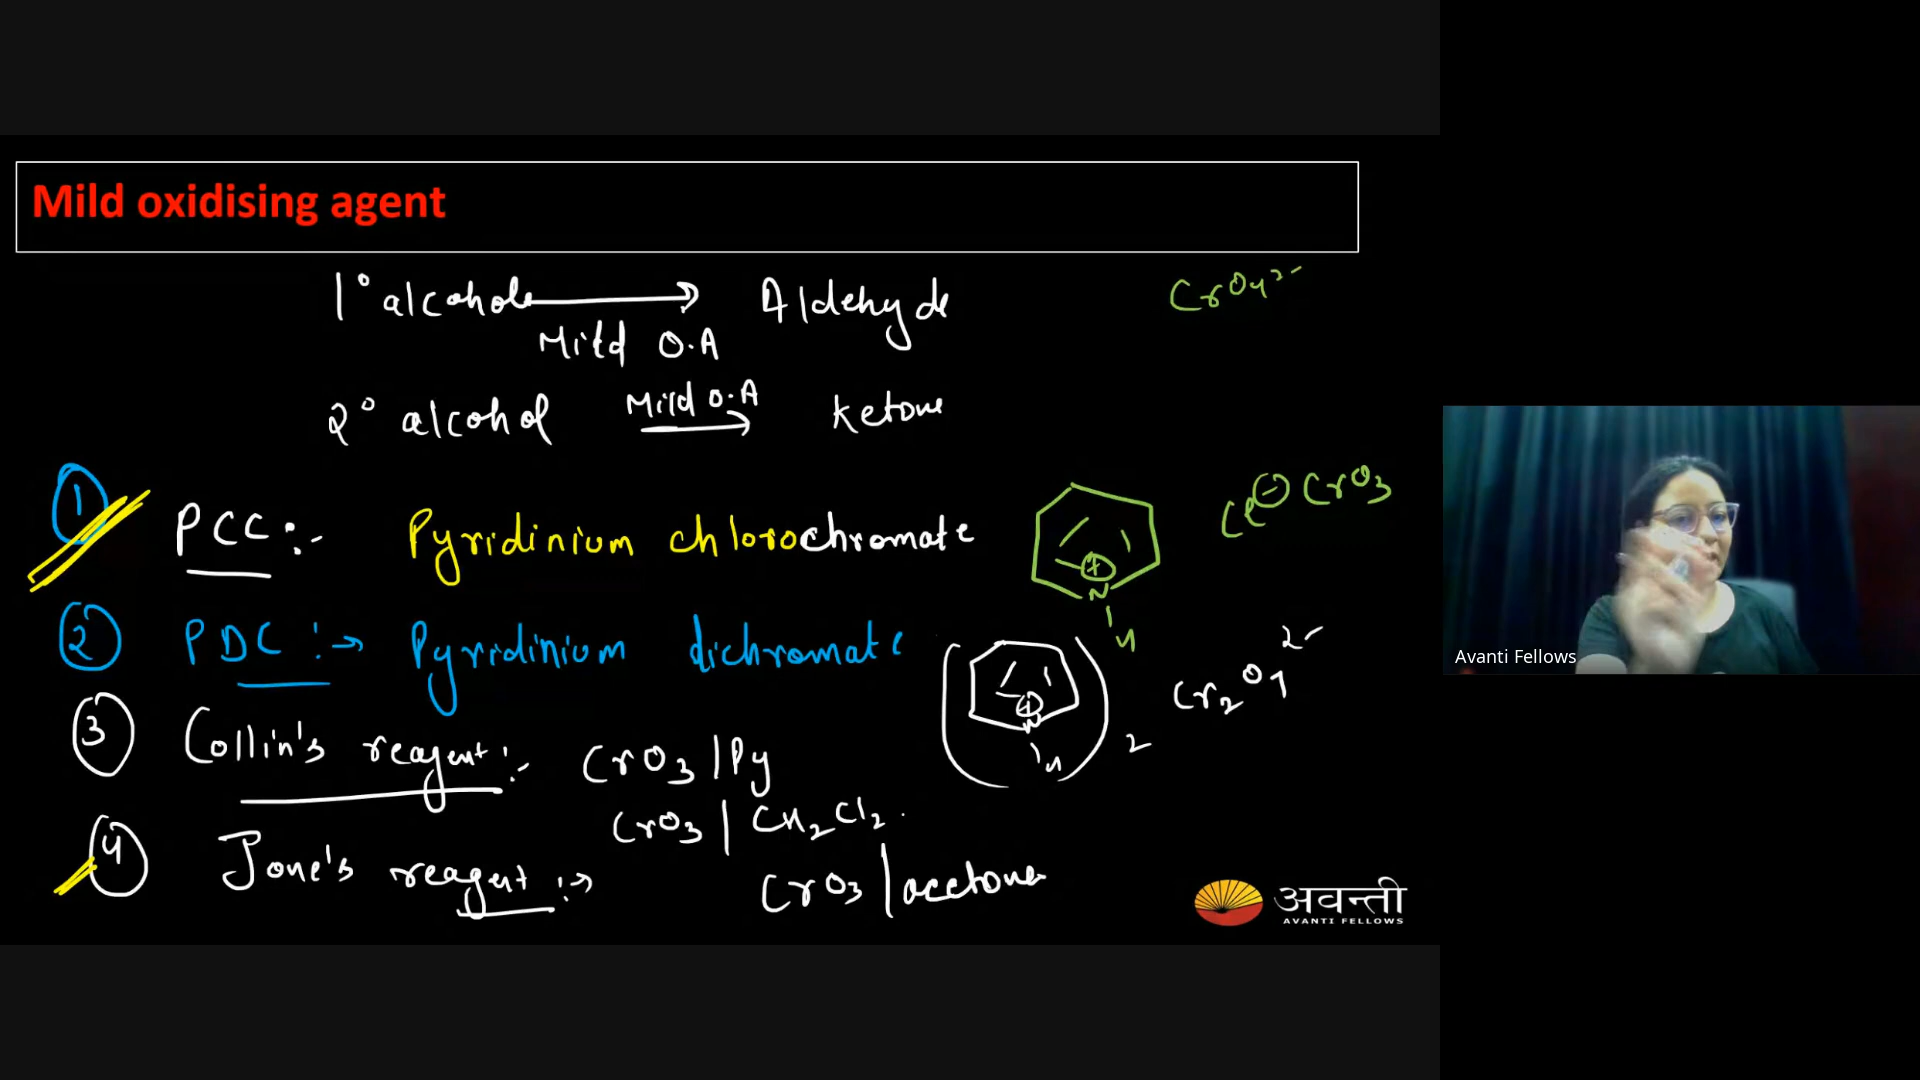 Mild oxidising agent
1° alcohole → Aldehyde CrO4²⁻
Mild O.A
2° alcohol Mild O.A → ketone
① PCC :- Pyridinium chlorochromate ⊕ N H Cl⊖ CrO3
② PDC :→ Pyridinium dichromate ( ⊕ N H )2 Cr2O7²⁻
③ Collin's reagent :- CrO3 | Py
CrO3 | CH2Cl2.
④ Jone's reagent :→ CrO3 | acetone
Avanti Fellows
अवन्ती
AVANTI FELLOWS